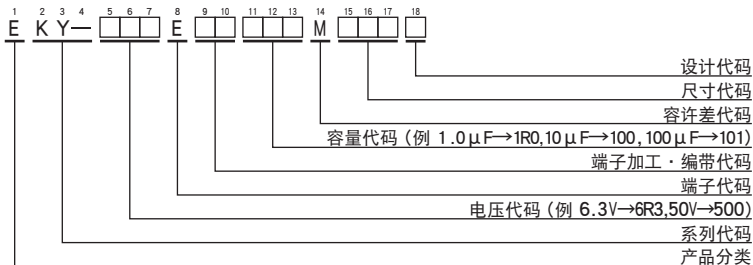 1 2 3 4 5 6 7 8 9 10 11 12 13 14 15 16 17 18
E K Y— □□□ E □□ □□□ M □□□ □
设计代码
尺寸代码
容许差代码
容量代码（例 1.0μF→1R0,10μF→100,100μF→101）
端子加工・编带代码
端子代码
电压代码（例 6.3V→6R3,50V→500）
系列代码
产品分类